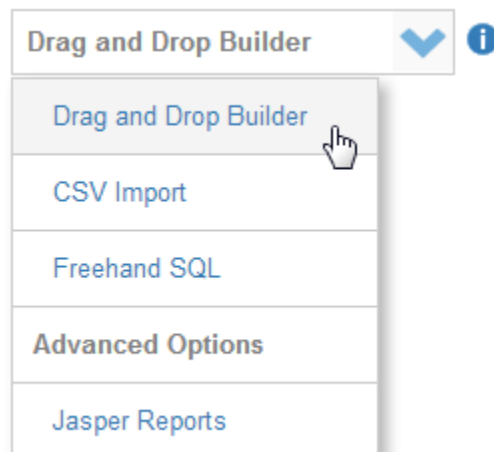 Drag and Drop Builder
Drag and Drop Builder
CSV Import
Freehand SQL
Advanced Options
Jasper Reports